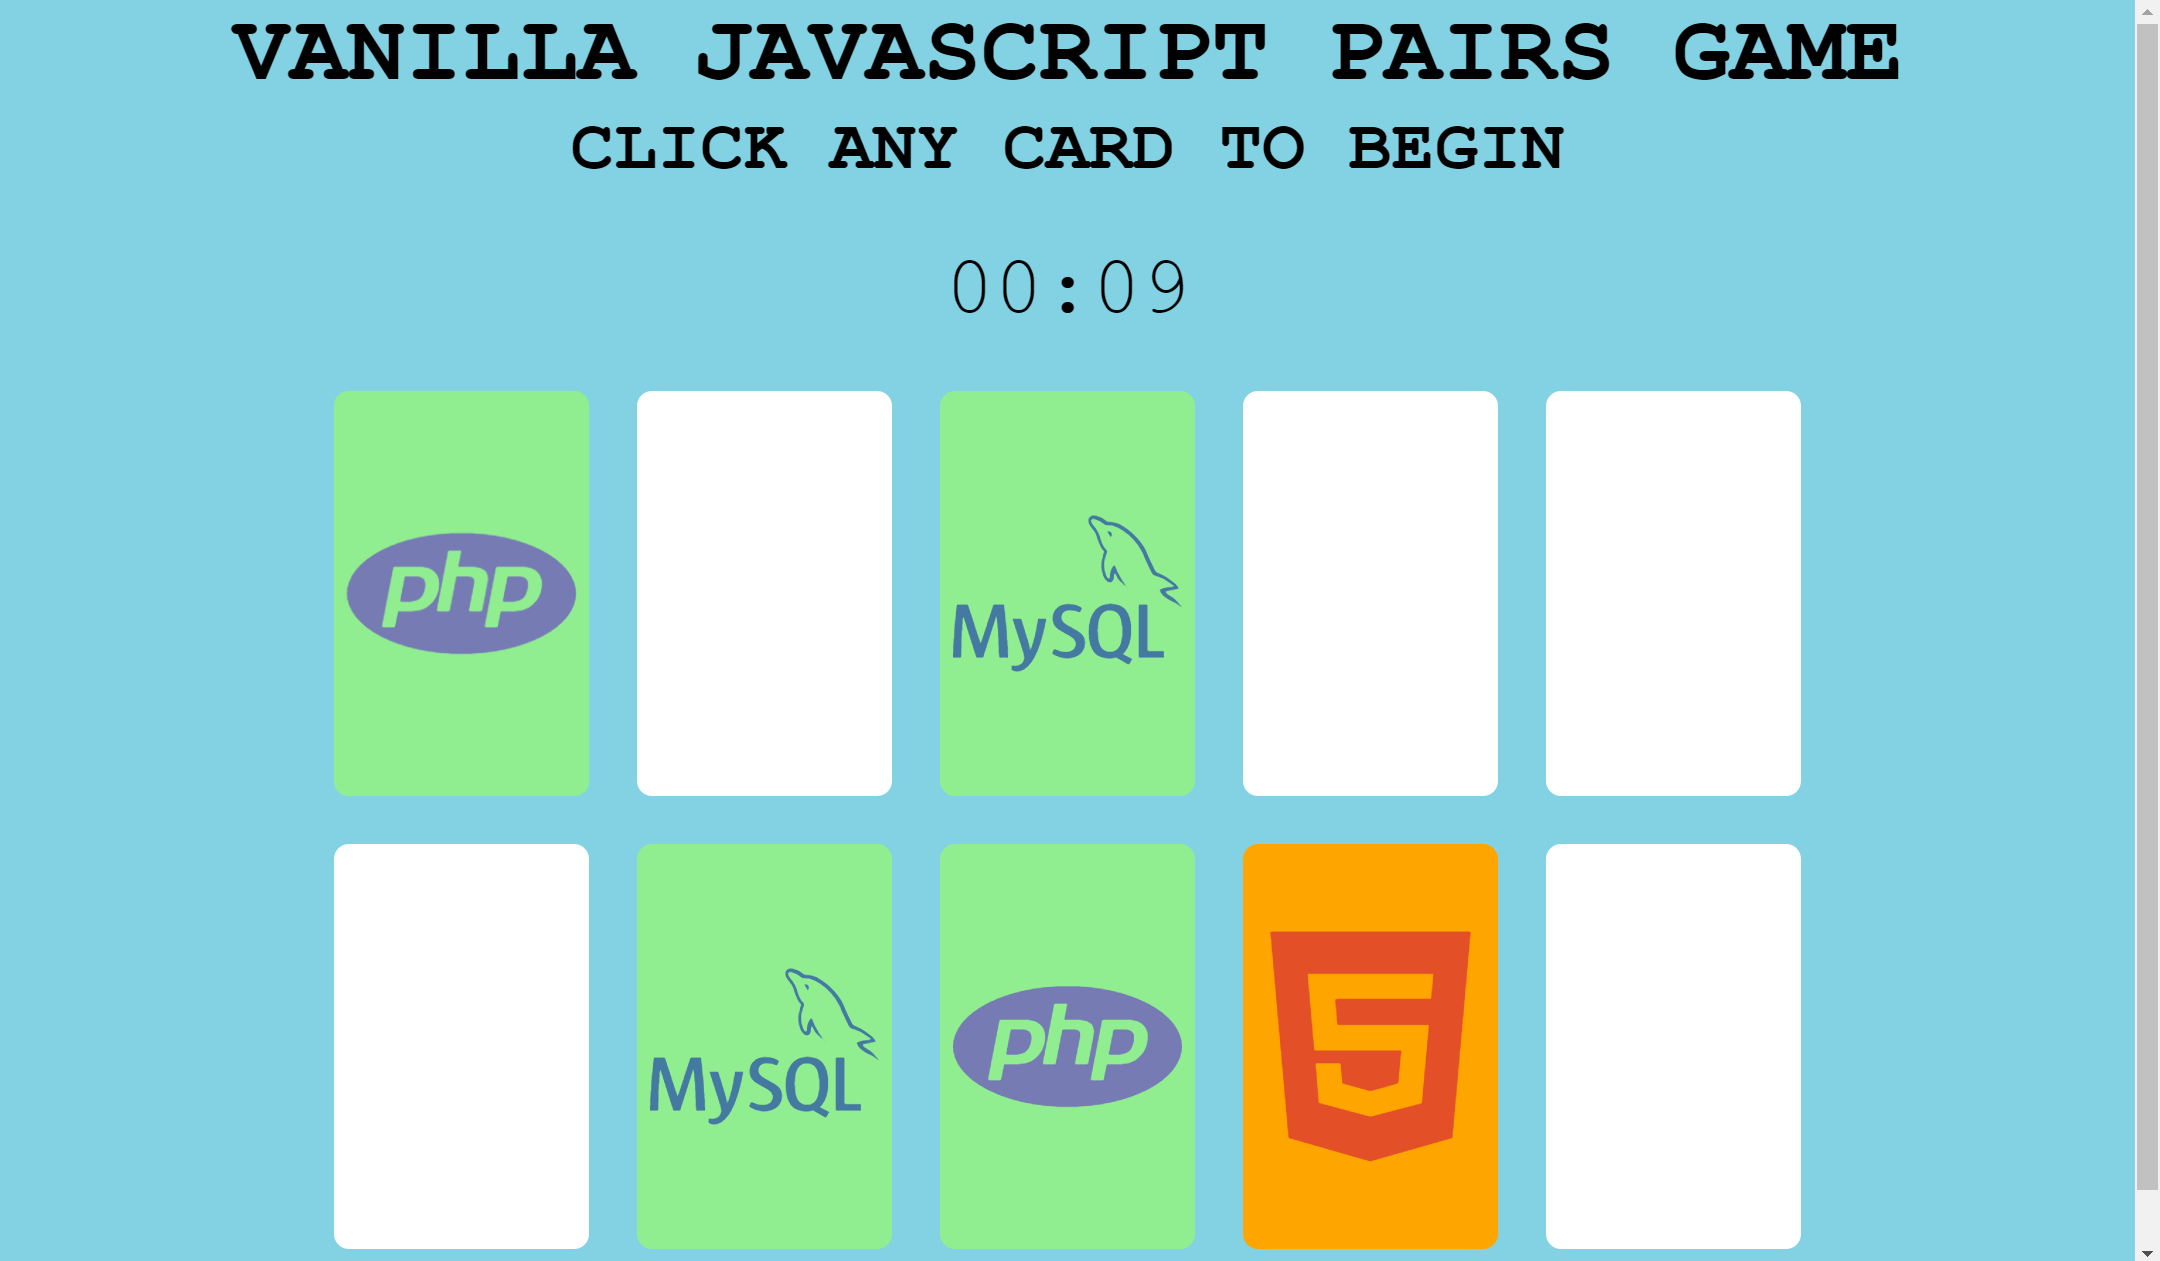 VANILLA JAVASCRIPT PAIRS GAME
CLICK ANY CARD TO BEGIN
00:09
php
MySQL
MySQL
php
5